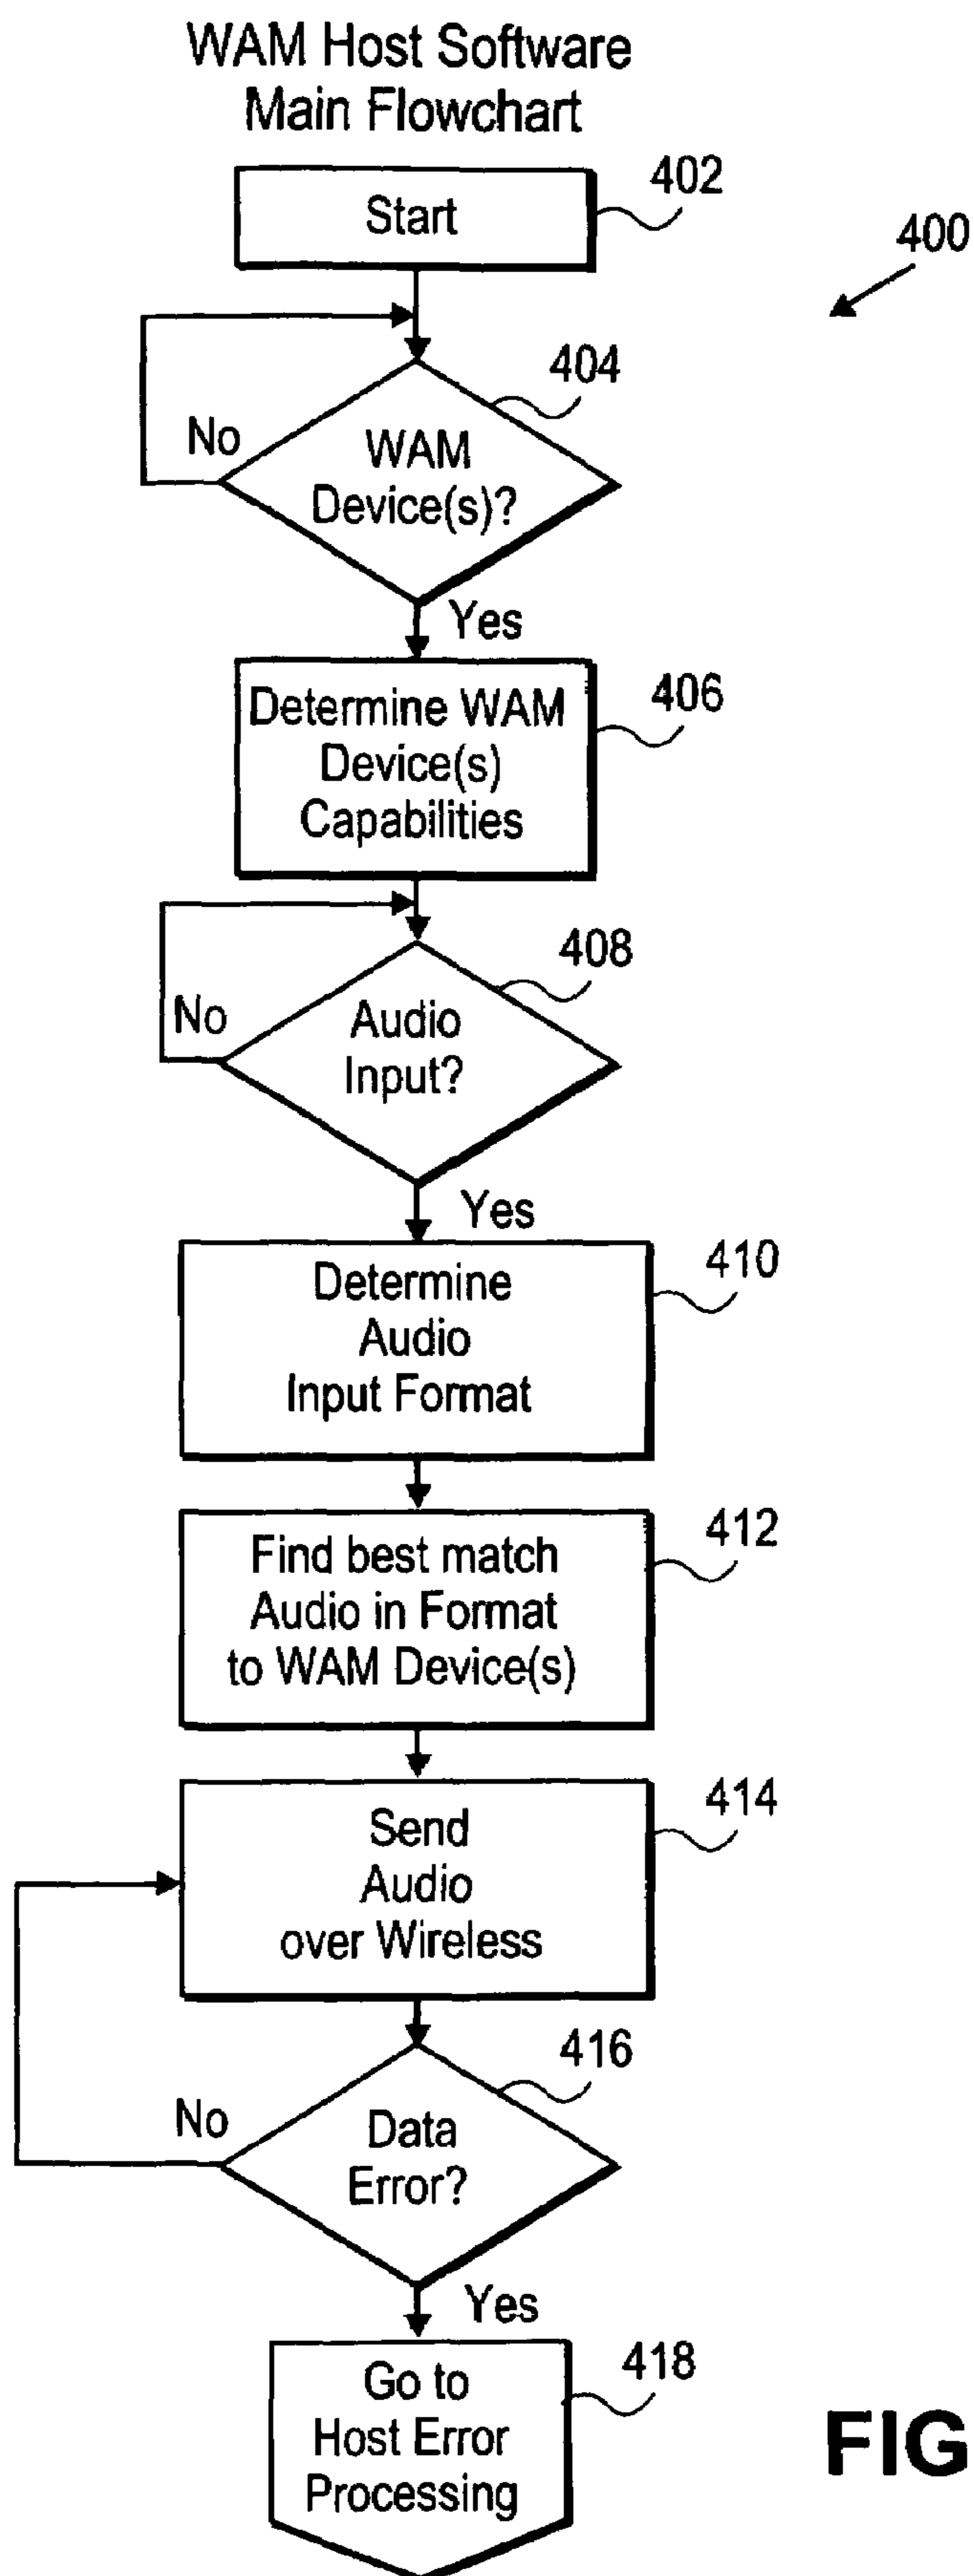 WAM Host Software
Main Flowchart
Start
402
400
404
No
WAM
Device(s)?
Yes
Determine WAM
Device(s)
Capabilities
406
408
No
Audio
Input?
Yes
Determine
Audio
Input Format
410
Find best match
Audio in Format
to WAM Device(s)
412
Send
Audio
over Wireless
414
416
No
Data
Error?
Yes
Go to
Host Error
Processing
418
FIG